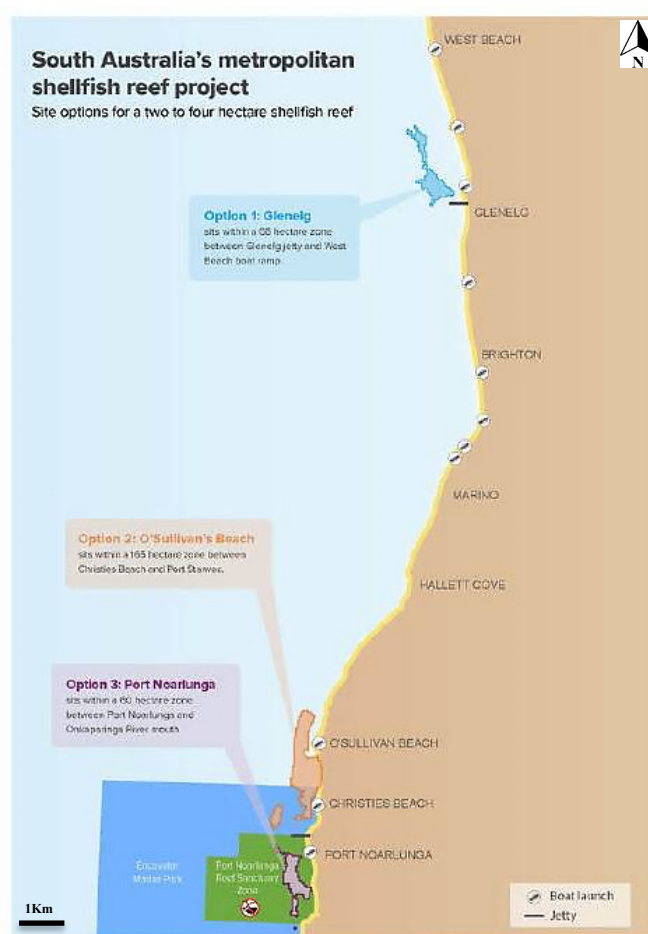 South Australia's metropolitan
shellfish reef project
Site options for a two to four hectare shellfish reef
N
WEST BEACH
Option 1: Glenelg
sits within a 68 hectare zone
between Glenelg jetty and West
Beach boat ramp.
GLENELG
BRIGHTON
MARINO
Option 2: O'Sullivan's Beach
sits within a 165 hectare zone between
Christies Beach and Port Stanvac.
HALLETT COVE
Option 3: Port Noarlunga
sits within a 60 hectare zone
between Port Noarlunga and
Onkaparinga River mouth
O'SULLIVAN BEACH
CHRISTIES BEACH
PORT NOARLUNGA
Encounter
Marine Park
Port Noarlunga
Reef Sanctuary
Zone
Boat launch
Jetty
1Km